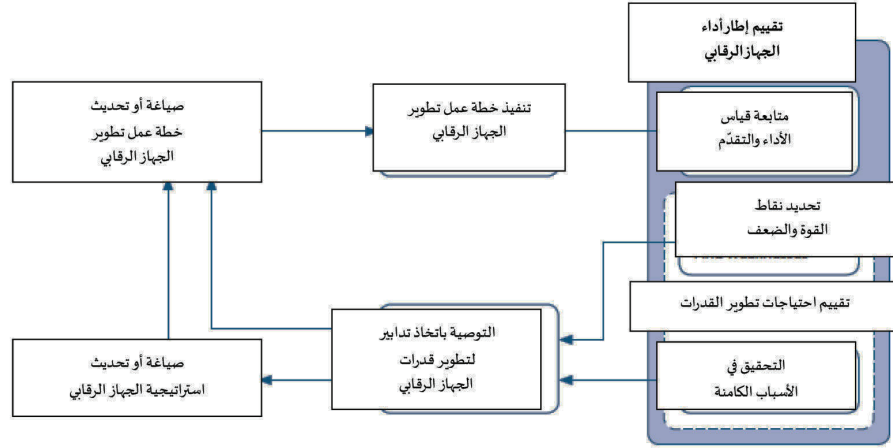 تقييم إطار أداء
الجهاز الرقابي
متابعة قياس
الأداء والتقدّم
تنفيذ خطة عمل تطوير
الجهاز الرقابي
صياغة أو تحديث
خطة عمل تطوير
الجهاز الرقابي
تحديد نقاط
القوة والضعف
تقييم احتياجات تطوير القدرات
التحقيق في
الأسباب الكامنة
التوصية باتخاذ تدابير
لتطوير قدرات
الجهاز الرقابي
صياغة أو تحديث
استراتيجية الجهاز الرقابي